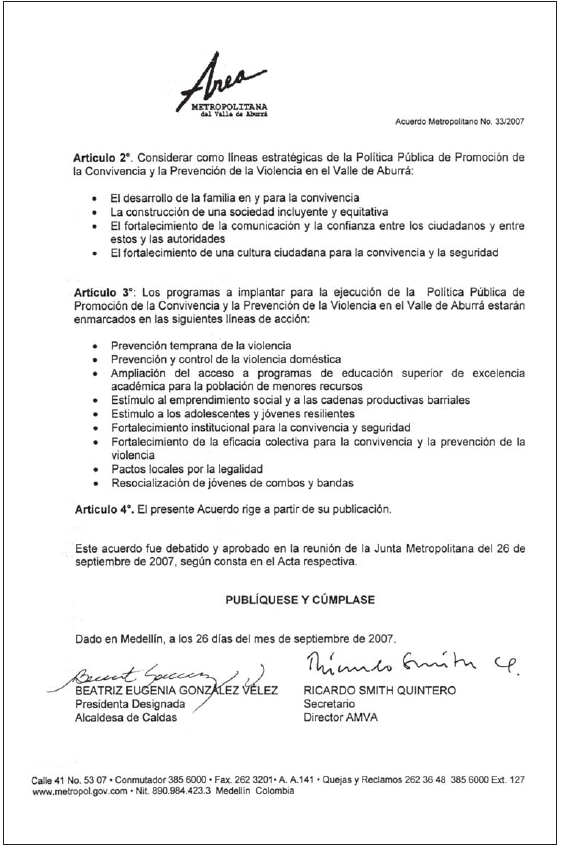 Area
METROPOLITANA
del Valle de Aburrá
Acuerdo Metropolitano No. 33/2007
Articulo 2°. Considerar como líneas estratégicas de la Política Pública de Promoción de
la Convivencia y la Prevención de la Violencia en el Valle de Aburrá:
• El desarrollo de la familia en y para la convivencia
• La construcción de una sociedad incluyente y equitativa
• El fortalecimiento de la comunicación y la confianza entre los ciudadanos y entre
estos y las autoridades
• El fortalecimiento de una cultura ciudadana para la convivencia y la seguridad
Articulo 3°: Los programas a implantar para la ejecución de la Política Pública de
Promoción de la Convivencia y la Prevención de la Violencia en el Valle de Aburrá estarán
enmarcados en las siguientes líneas de acción:
• Prevención temprana de la violencia
• Prevención y control de la violencia doméstica
• Ampliación del acceso a programas de educación superior de excelencia
académica para la población de menores recursos
• Estímulo al emprendimiento social y a las cadenas productivas barriales
• Estimulo a los adolescentes y jóvenes resilientes
• Fortalecimiento institucional para la convivencia y seguridad
• Fortalecimiento de la eficacia colectiva para la convivencia y la prevención de la
violencia
• Pactos locales por la legalidad
• Resocialización de jóvenes de combos y bandas
Articulo 4°. El presente Acuerdo rige a partir de su publicación.
Este acuerdo fue debatido y aprobado en la reunión de la Junta Metropolitana del 26 de
septiembre de 2007, según consta en el Acta respectiva.
PUBLÍQUESE Y CÚMPLASE
Dado en Medellín, a los 26 días del mes de septiembre de 2007.
Ricardo Smith Q.
BEATRIZ EUGENIA GONZÁLEZ VÉLEZ
Presidenta Designada
Alcaldesa de Caldas
RICARDO SMITH QUINTERO
Secretario
Director AMVA
Calle 41 No. 53 07 • Conmutador 385 6000 • Fax. 262 3201• A. A.141 • Quejas y Reclamos 262 36 48 385 6000 Ext. 127
www.metropol.gov.com • Nit. 890.984.423.3 Medellín Colombia